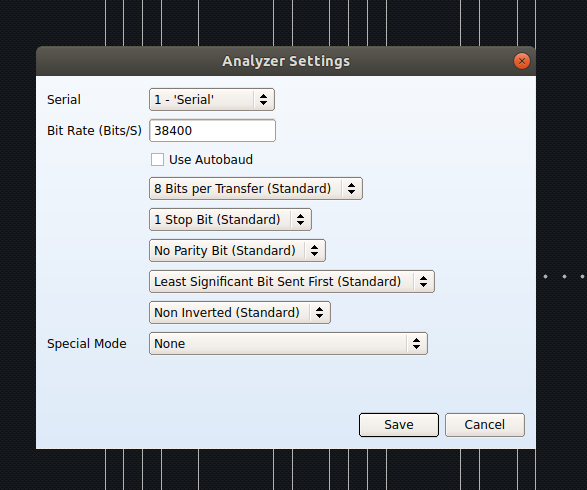 Analyzer Settings
Serial 1 - 'Serial'
Bit Rate (Bits/S) 38400
Use Autobaud
8 Bits per Transfer (Standard)
1 Stop Bit (Standard)
No Parity Bit (Standard)
Least Significant Bit Sent First (Standard)
Non Inverted (Standard)
Special Mode None
Save Cancel